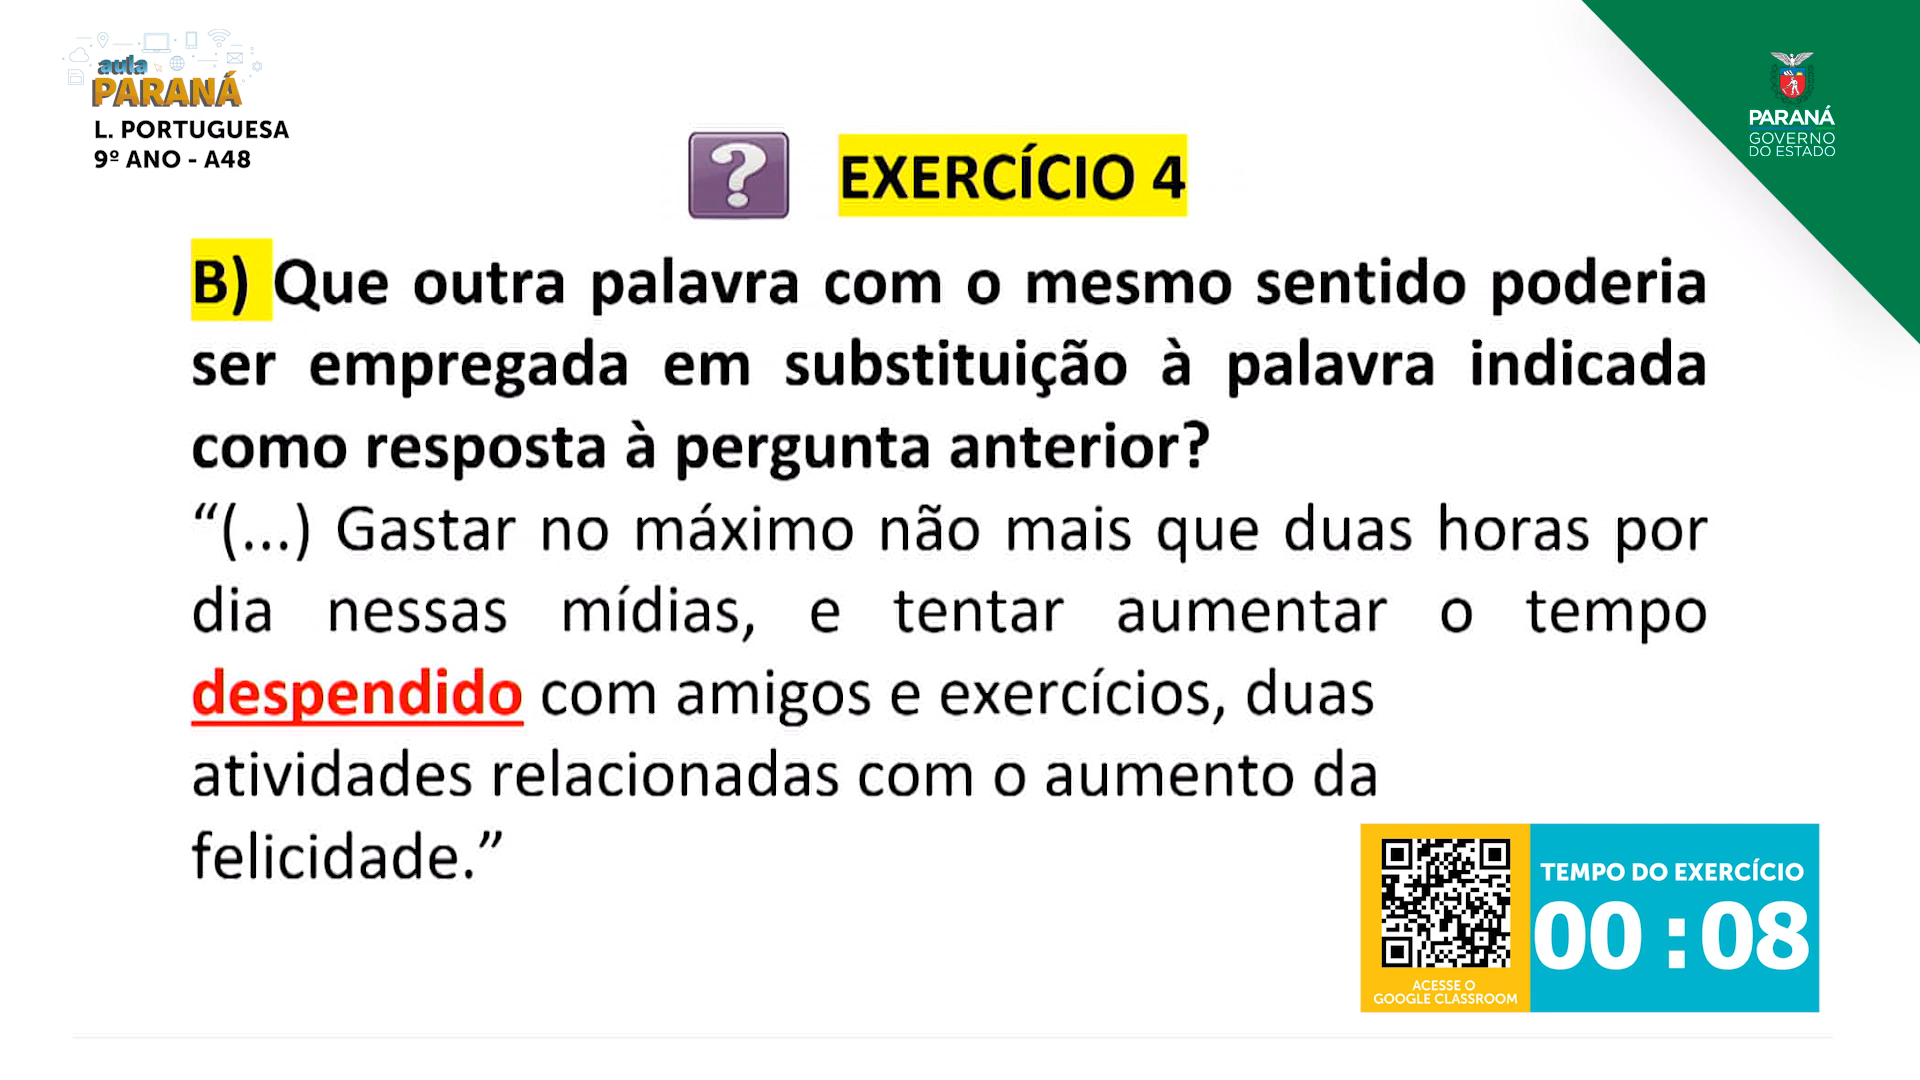 aula
PARANÁ
L. PORTUGUESA
9º ANO - A48
PARANÁ
GOVERNO
DO ESTADO
?
EXERCÍCIO 4
B) Que outra palavra com o mesmo sentido poderia
ser empregada em substituição à palavra indicada
como resposta à pergunta anterior?
“(...) Gastar no máximo não mais que duas horas por
dia nessas mídias, e tentar aumentar o tempo
despendido com amigos e exercícios, duas
atividades relacionadas com o aumento da
felicidade.”
TEMPO DO EXERCÍCIO
00 :08
ACESSE O
GOOGLE CLASSROOM